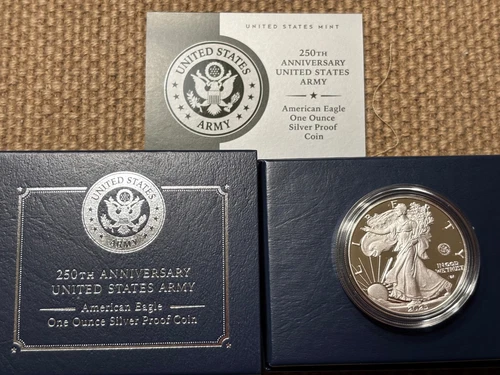 UNITED STATES MINT
250TH
ANNIVERSARY
UNITED STATES
ARMY
American Eagle
One Ounce
Silver Proof
Coin
UNITED STATES
ARMY
UNITED STATES
ARMY
250TH ANNIVERSARY
UNITED STATES ARMY
American Eagle
One Ounce Silver Proof Coin
LIBERTY
IN GOD
WE TRUST
2025